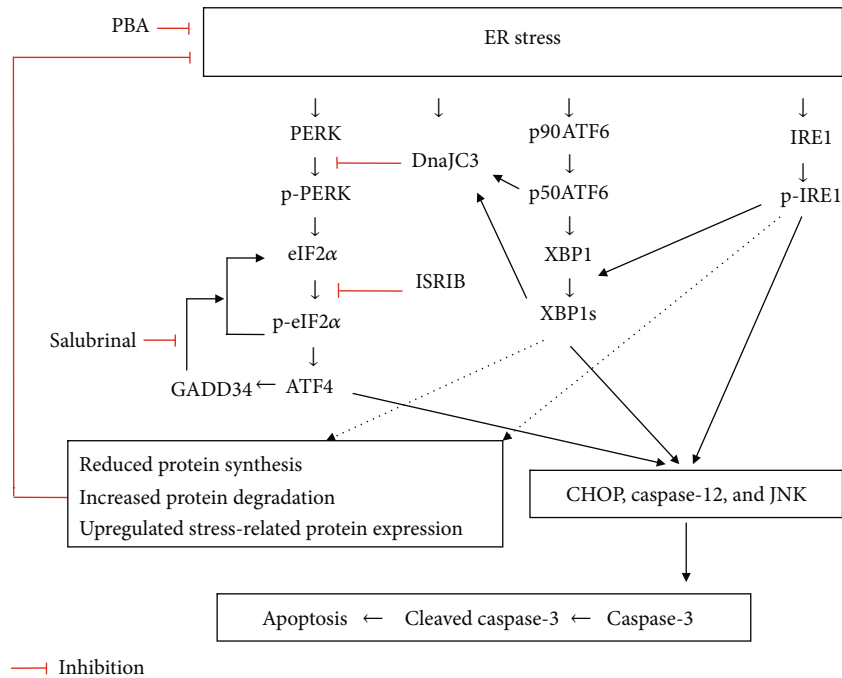 PBA
ER stress
↓ ↓ ↓ ↓
PERK
p90ATF6
IRE1
↓ ↓ ↓
DnaJC3
p-PERK
p50ATF6
p-IRE1
↓ ↓
eIF2α
XBP1
↓ ↓
ISRIB
p-eIF2α
XBP1s
Salubrinal
↓
GADD34 ← ATF4
Reduced protein synthesis
Increased protein degradation
Upregulated stress-related protein expression
CHOP, caspase-12, and JNK
Apoptosis ← Cleaved caspase-3 ← Caspase-3
Inhibition